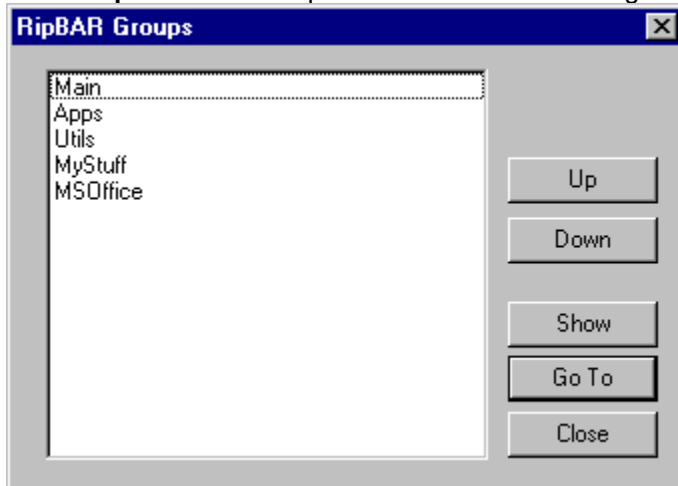 RipBAR Groups
Main
Apps
Utils
MyStuff
MSOffice
Up
Down
Show
Go To
Close